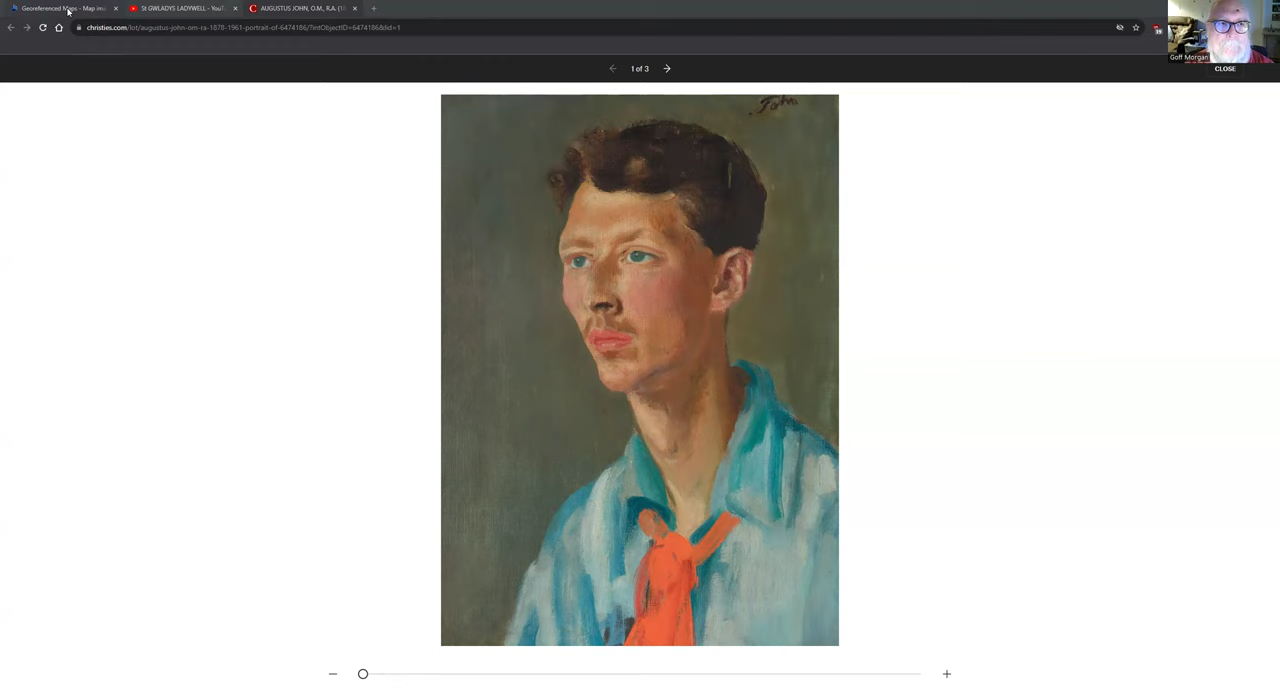 Georeferenced Maps - Map ima
St GWLADYS LADYWELL - YouTu
AUGUSTUS JOHN, O.M., R.A. (18
christies.com/lot/augustus-john-om-ra-1878-1961-portrait-of-6474186/?intObjectID=6474186&lid=1
Goff Morgan
1 of 3
CLOSE
John